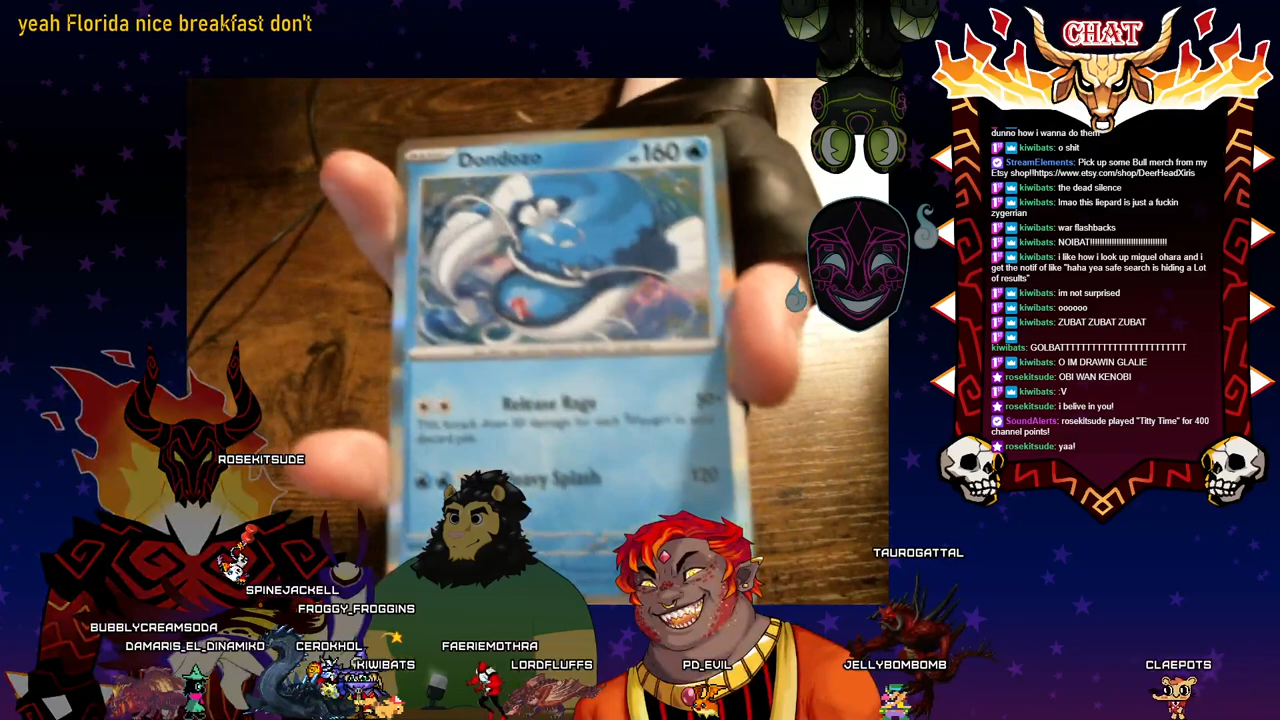 yeah Florida nice breakfast don't
CHAT
dunno how i wanna do them
kiwibats: o shit
StreamElements: Pick up some Bull merch from my
Etsy shop!!https://www.etsy.com/shop/DeerHeadXiris
kiwibats: the dead silence
kiwibats: lmao this liepard is just a fuckin
zygerrian
kiwibats: war flashbacks
kiwibats: NOIBAT!!!!!!!!!!!!!!!!!!!!!!!!!!!!!!!!
kiwibats: i like how i look up miguel ohara and i
get the notif of like "haha yea safe search is hiding a Lot
of results"
kiwibats: im not surprised
kiwibats: oooooo
kiwibats: ZUBAT ZUBAT ZUBAT
kiwibats: GOLBATTTTTTTTTTTTTTTTTTTTTTTT
kiwibats: O IM DRAWIN GLALIE
rosekitsude: OBI WAN KENOBI
kiwibats: :V
rosekitsude: i belive in you!
SoundAlerts: rosekitsude played "Titty Time" for 400
channel points!
rosekitsude: yaa!
Dondozo 160
Release Rage 50×
Heavy Splash 120
ROSEKITSUDE
TAUROGATTAL
SPINEJACKELL
FROGGY_FROGGINS
BUBBLYCREAMSODA
DAMARIS_EL_DINAMIKO
CEROKHOL
FAERIEMOTHRA
KIWIBATS
LORDFLUFFS
PD_EVIL
JELLYBOMBOMB
CLAEPOTS